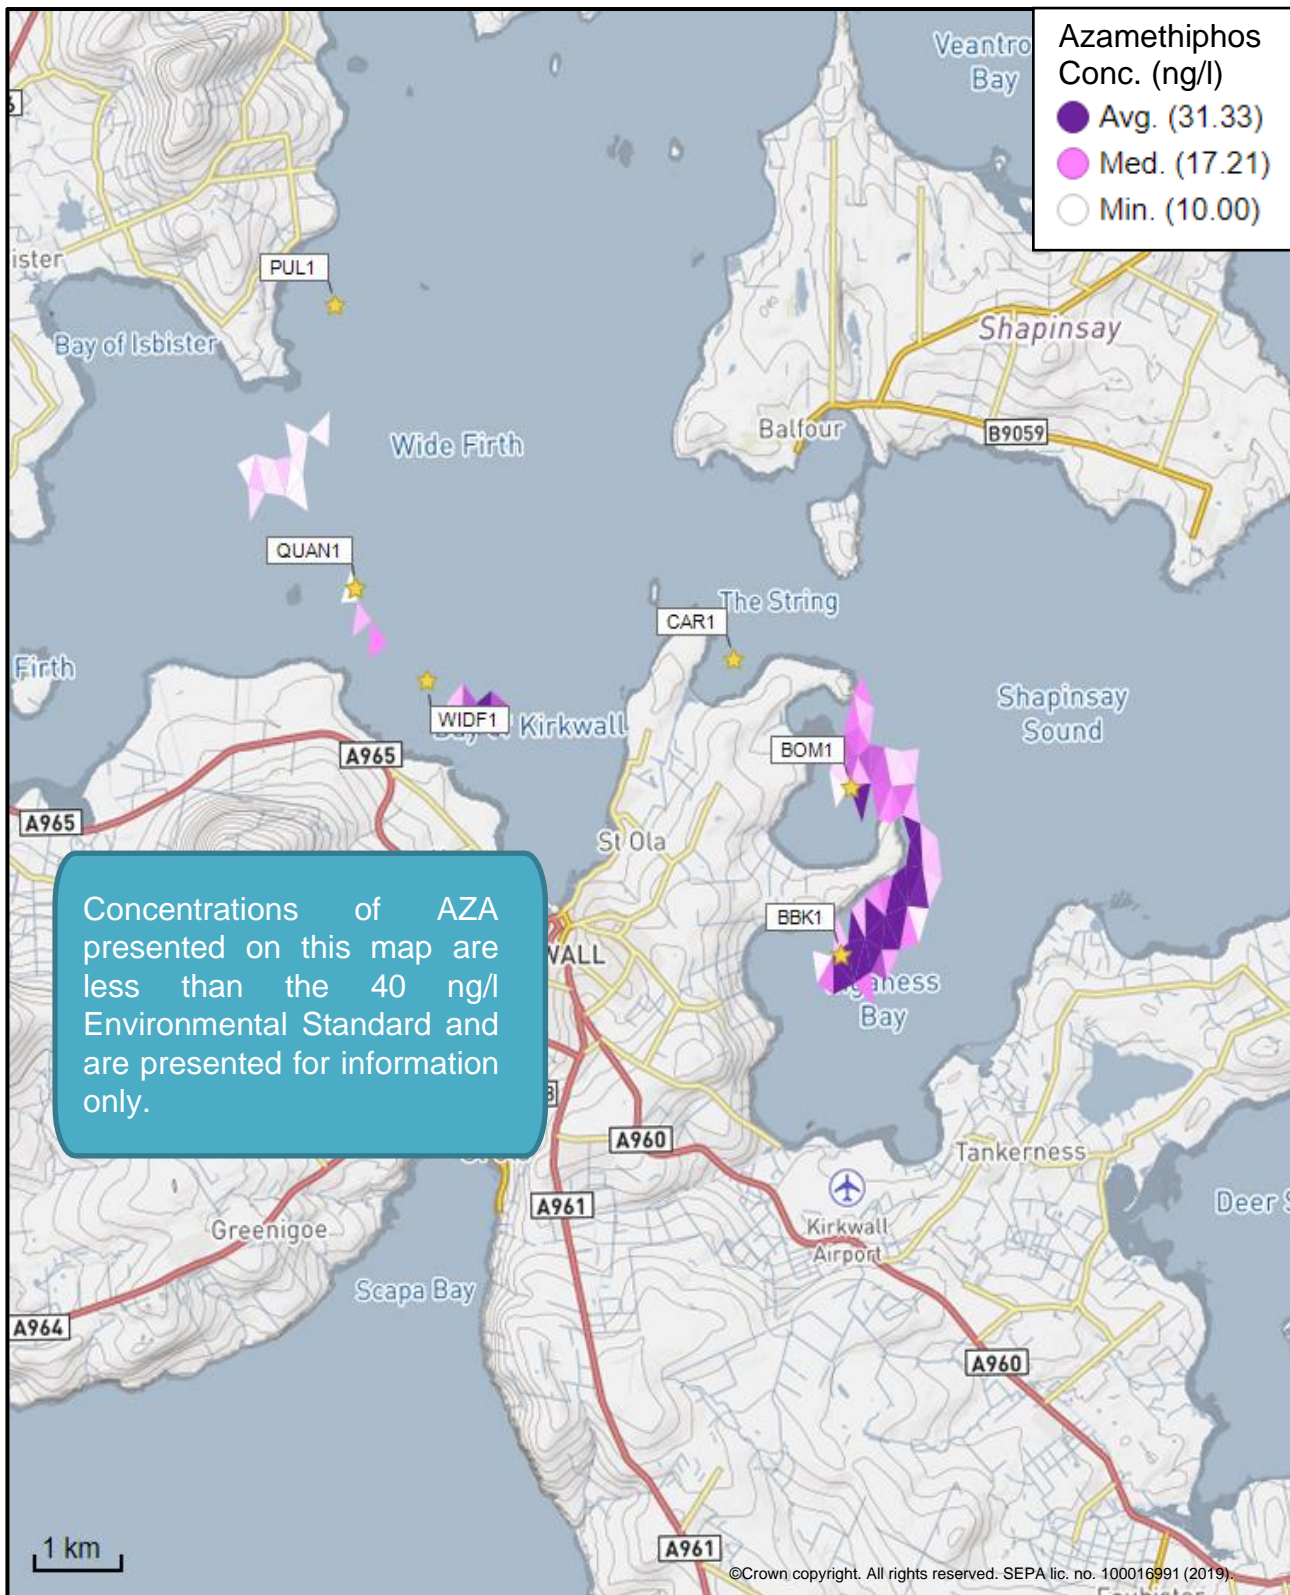 Veantro
Bay
Azamethiphos
Conc. (ng/l)
Avg. (31.33)
Med. (17.21)
Min. (10.00)
ister
PUL1
Bay of Isbister
Shapinsay
Wide Firth
Balfour
B9059
QUAN1
The String
CAR1
Firth
Shapinsay
Sound
WIDF1
Kirkwall
A965
BOM1
A965
St Ola
Concentrations of AZA
presented on this map are
less than the 40 ng/l
Environmental Standard and
are presented for information
only.
BBK1
WALL
Bay
A960
Tankerness
A961
Kirkwall
Airport
Deer S
Greenigoe
Scapa Bay
A964
A960
1 km
A961
©Crown copyright. All rights reserved. SEPA lic. no. 100016991 (2019).